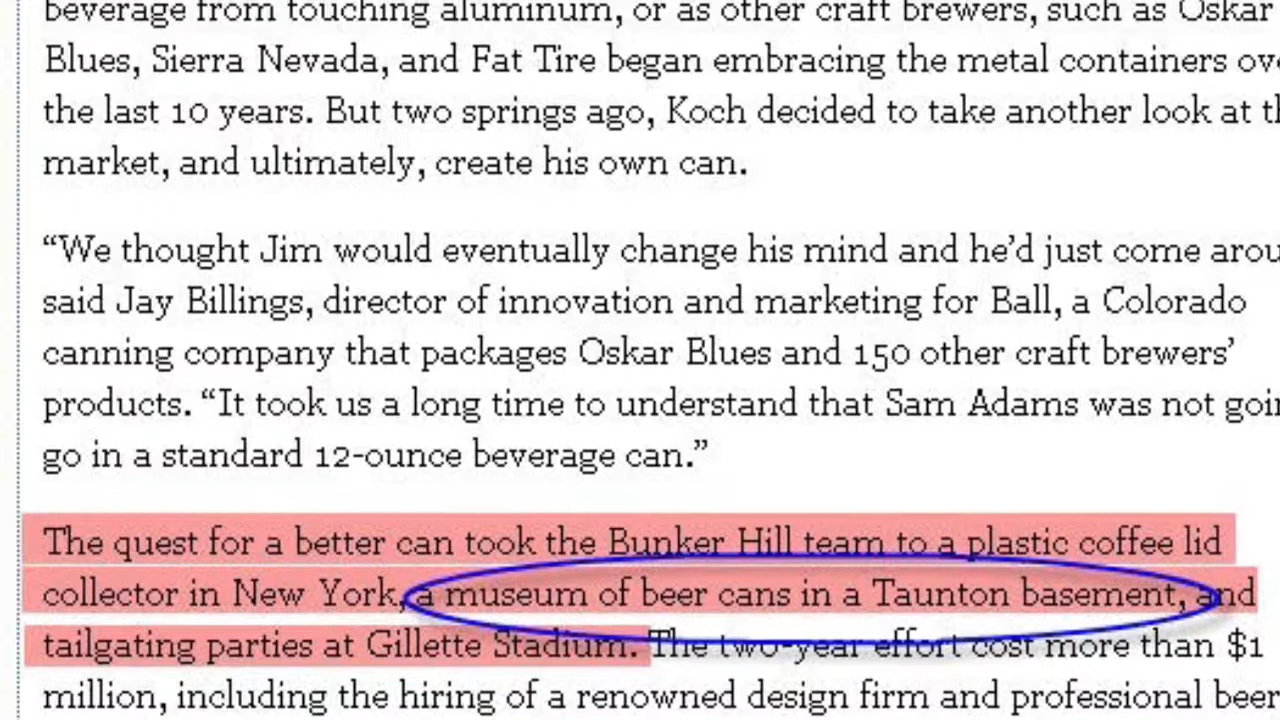 beverage from touching aluminum, or as other craft brewers, such as Oskar
Blues, Sierra Nevada, and Fat Tire began embracing the metal containers
the last 10 years. But two springs ago, Koch decided to take another look at
market, and ultimately, create his own can.
“We thought Jim would eventually change his mind and he’d just come
said Jay Billings, director of innovation and marketing for Ball, a Colorado
canning company that packages Oskar Blues and 150 other craft brewers’
products. “It took us a long time to understand that Sam Adams was not
go in a standard 12-ounce beverage can.”
The quest for a better can took the Bunker Hill team to a plastic coffee lid
collector in New York, a museum of beer cans in a Taunton basement, and
tailgating parties at Gillette Stadium. The two-year effort cost more than $1
million, including the hiring of a renowned design firm and professional beer